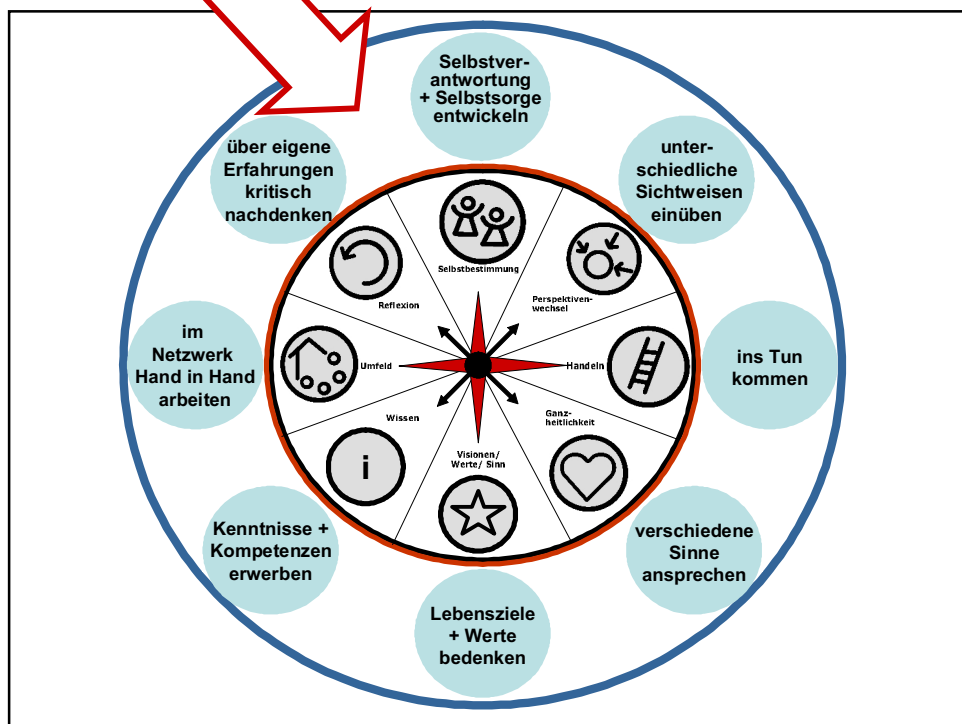 Selbstver-
antwortung
+ Selbstsorge
entwickeln
unter-
schiedliche
Sichtweisen
einüben
ins Tun
kommen
verschiedene
Sinne
ansprechen
Lebensziele
+ Werte
bedenken
Kenntnisse +
Kompetenzen
erwerben
im
Netzwerk
Hand in Hand
arbeiten
über eigene
Erfahrungen
kritisch
nachdenken
Selbstbestimmung
Perspektiven-
wechsel
Handeln
Ganz-
heitlichkeit
Visionen/
Werte/ Sinn
Wissen
i
Umfeld
Reflexion